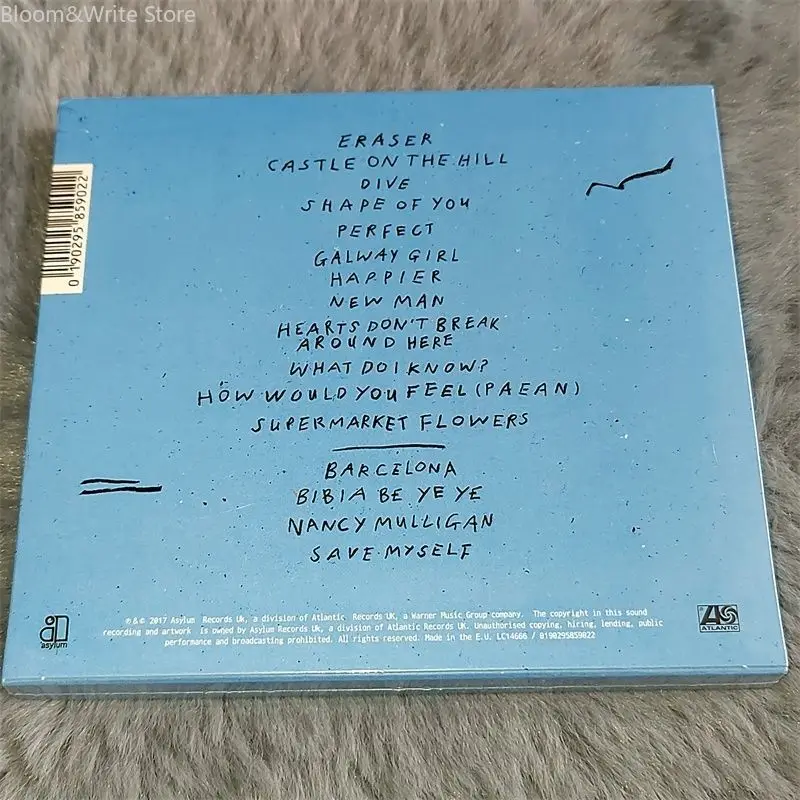 Bloom&Write Store
ERASER
CASTLE ON THE HILL
DIVE
SHAPE OF YOU
PERFECT
GALWAY GIRL
HAPPIER
NEW MAN
HEARTS DON'T BREAK
AROUND HERE
WHAT DO I KNOW?
HOW WOULD YOU FEEL (PAEAN)
SUPERMARKET FLOWERS
BARCELONA
BIBIA BE YE YE
NANCY MULLIGAN
SAVE MYSELF
0 190295 859022
℗ & © 2017 Asylum Records UK, a division of Atlantic Records UK, a Warner Music Group company. The copyright in this sound
recording and artwork is owned by Asylum Records UK, a division of Atlantic Records UK. Unauthorised copying, hiring, lending, public
performance and broadcasting prohibited. All rights reserved. Made in the E.U. LC14666 / 0190295859022
asylum
ATLANTIC